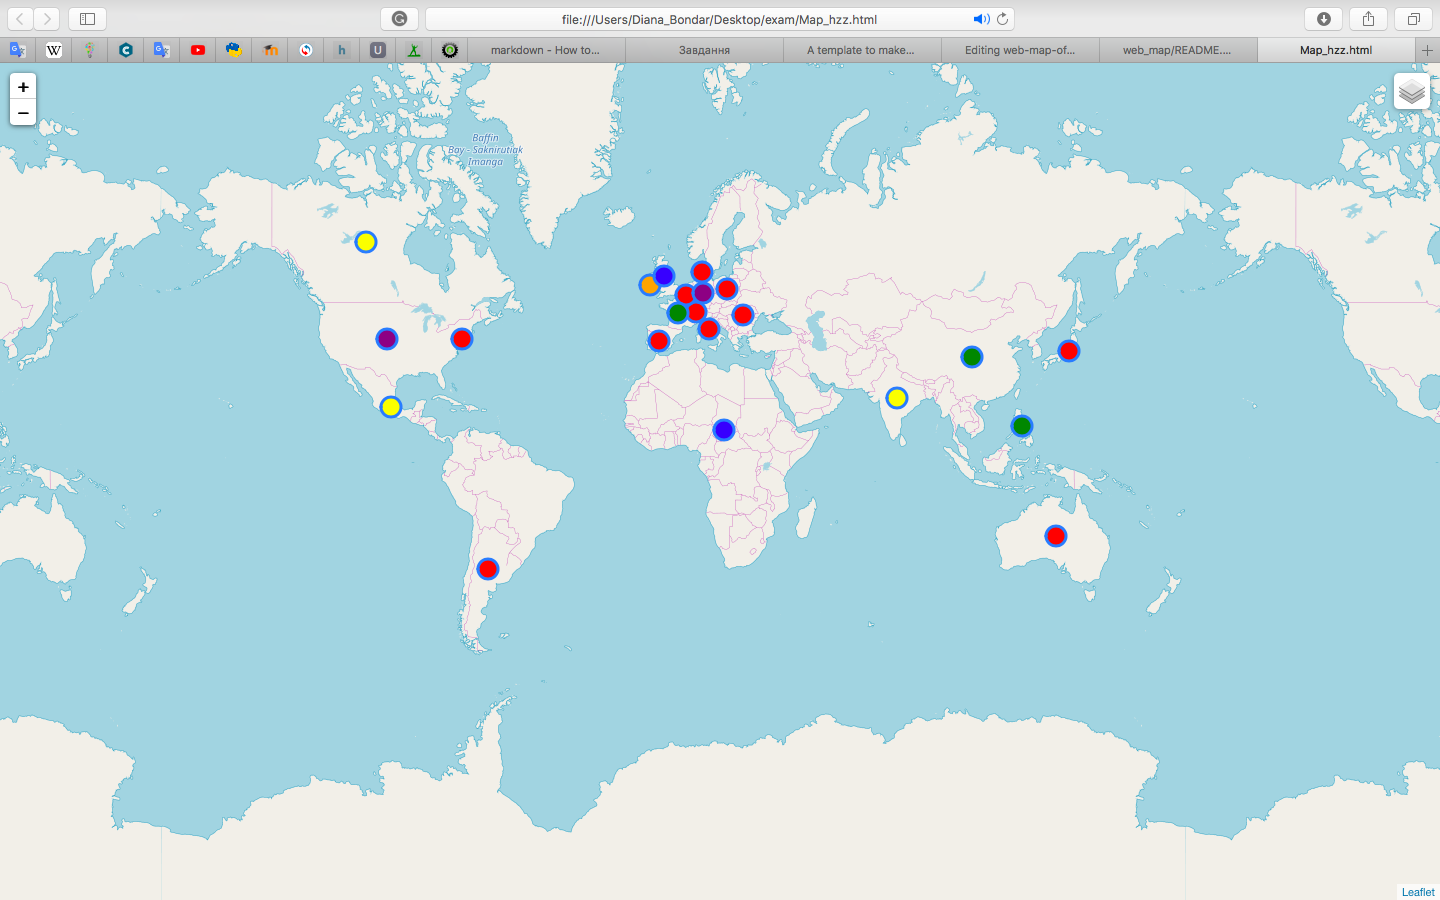 file:///Users/Diana_Bondar/Desktop/exam/Map_hzz.html
W
C
h
U
markdown - How to...
Завдання
A template to make...
Editing web-map-of...
web_map/README....
Map_hzz.html
+
+
−
Baffin
Bay - Saknirutiak
Imanga
Leaflet